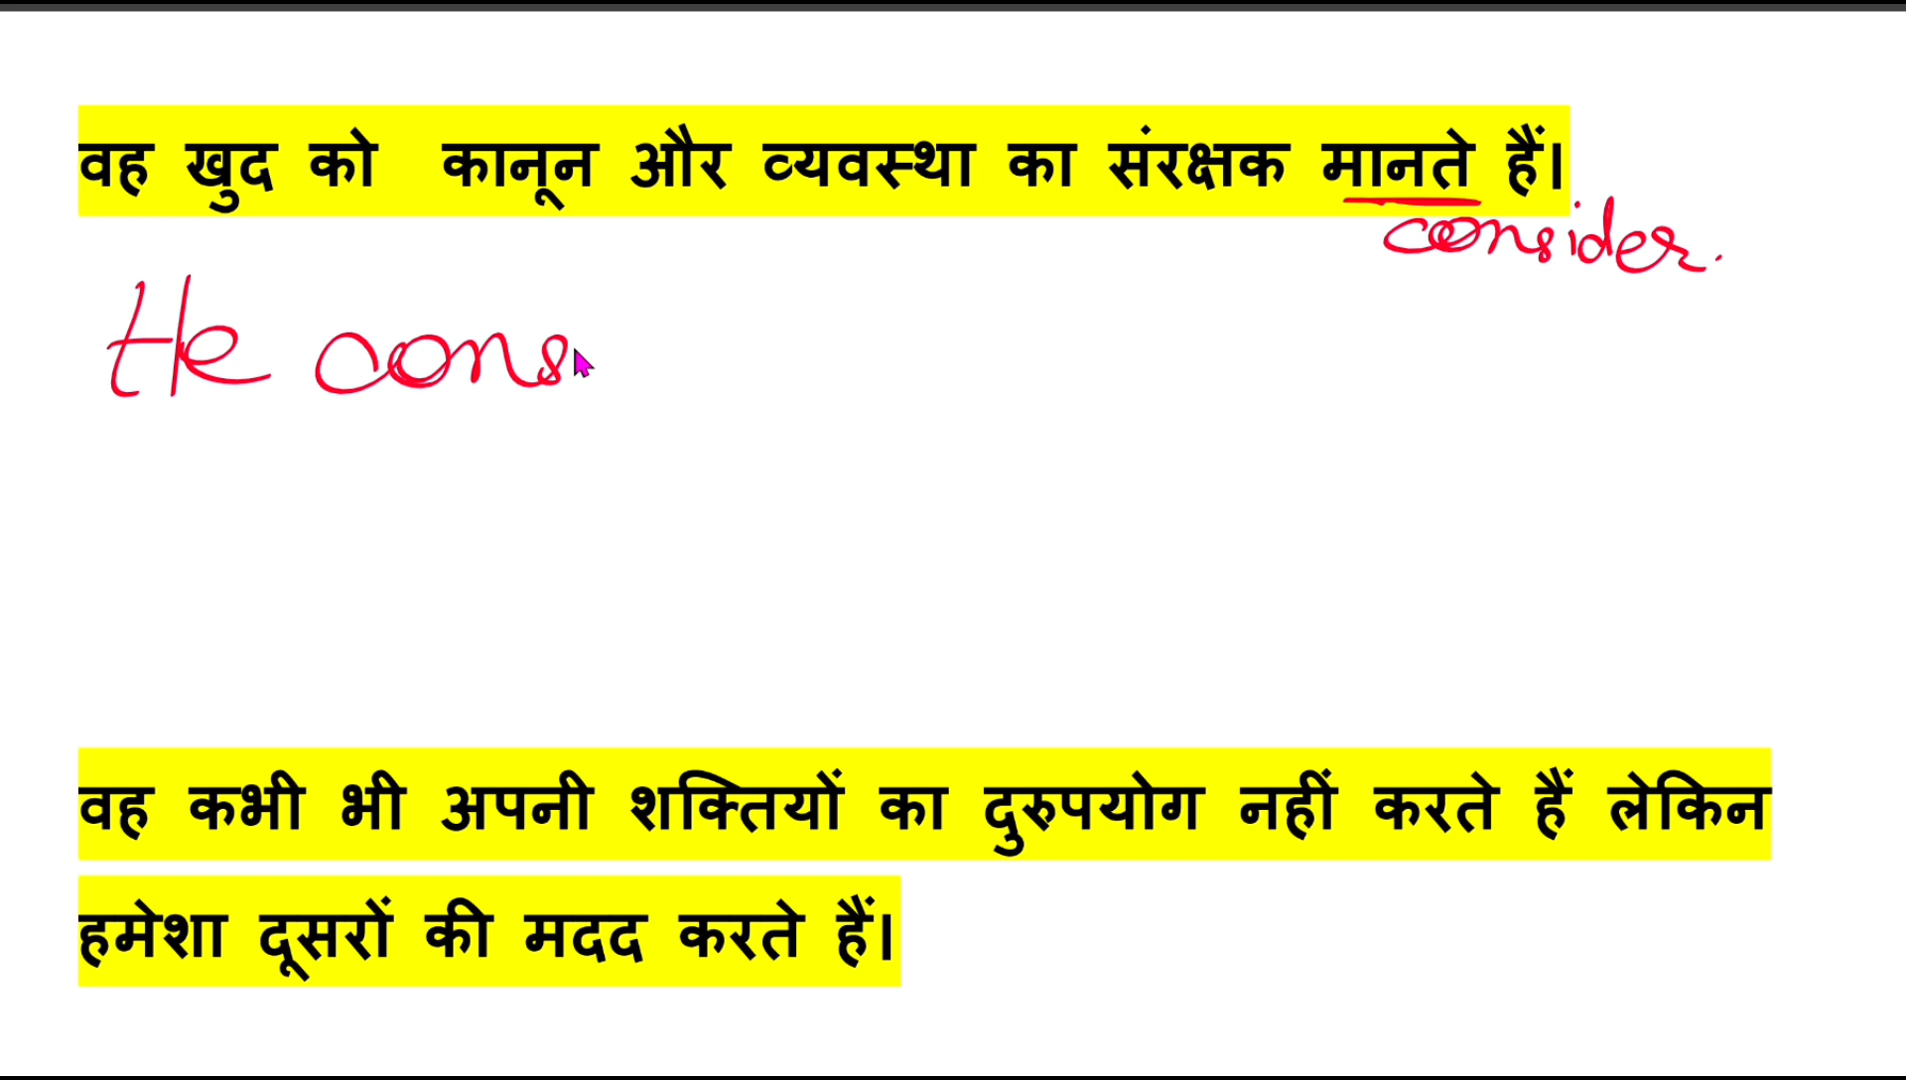 वह खुद को कानून और व्यवस्था का संरक्षक मानते हैं।
consider.
He cons
वह कभी भी अपनी शक्तियों का दुरुपयोग नहीं करते हैं लेकिन
हमेशा दूसरों की मदद करते हैं।